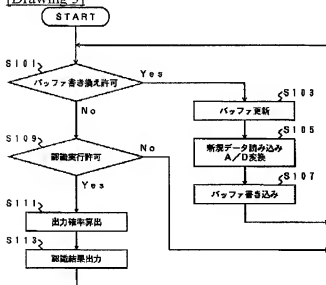 [Drawing 3]
START
S101
バッファ書き換え許可
Yes
S103
バッファ更新
No
S105
新規データ読み込み
A/D変換
S109
認識実行許可
No
S107
バッファ書き込み
Yes
S111
出力確率算出
S113
認識結果出力